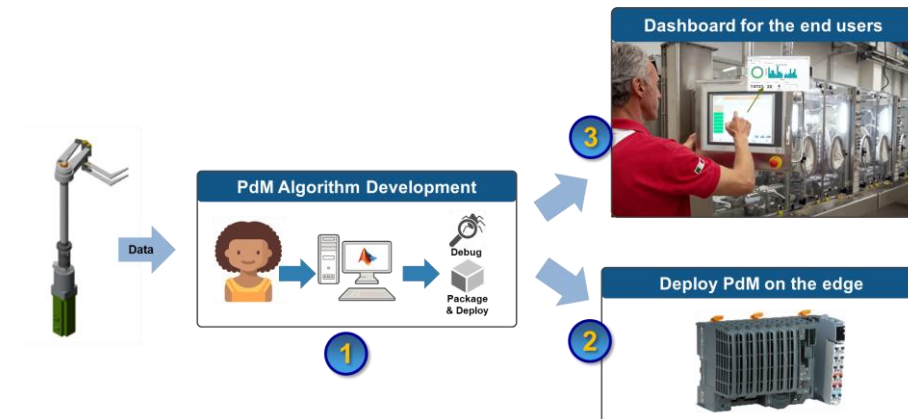 Dashboard for the end users
3
PdM Algorithm Development
Data
Debug
Package
& Deploy
1
Deploy PdM on the edge
2